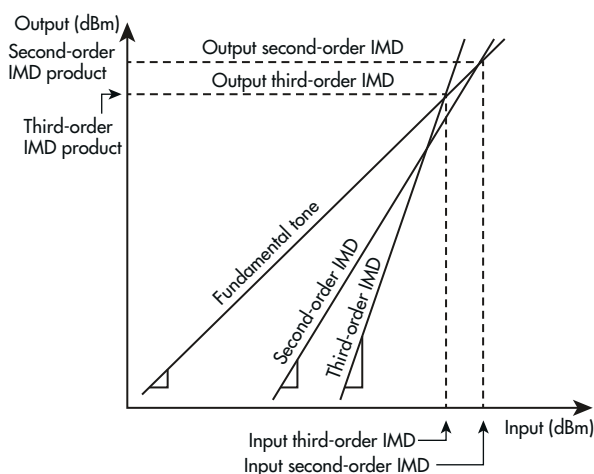 Output (dBm)
Second-order
IMD product
Output second-order IMD
Output third-order IMD
Third-order
IMD product
Fundamental tone
Second-order IMD
Third-order IMD
Input (dBm)
Input third-order IMD
Input second-order IMD